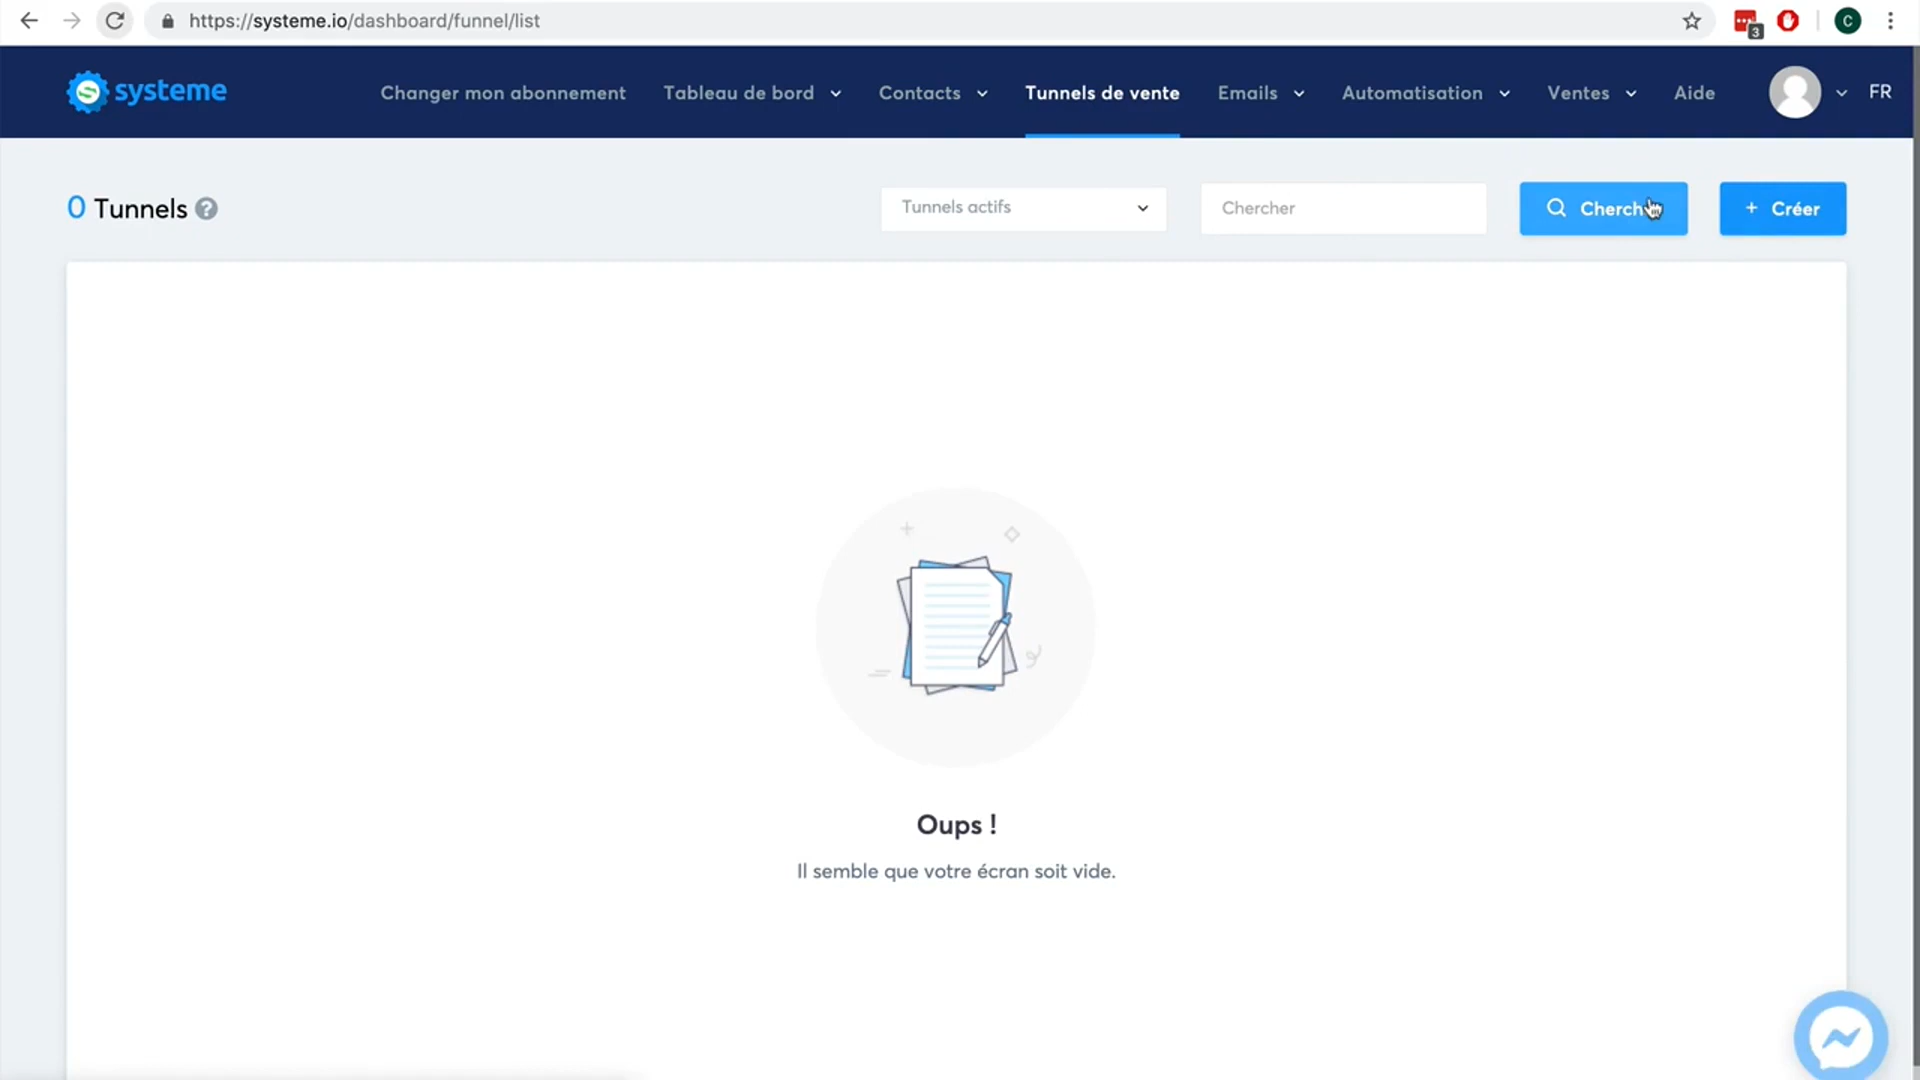 https://systeme.io/dashboard/funnel/list
3
C
systeme
Changer mon abonnement
Tableau de bord
Contacts
Tunnels de vente
Emails
Automatisation
Ventes
Aide
FR
0 Tunnels ?
Tunnels actifs
Chercher
+ Créer
Oups !
Il semble que votre écran soit vide.